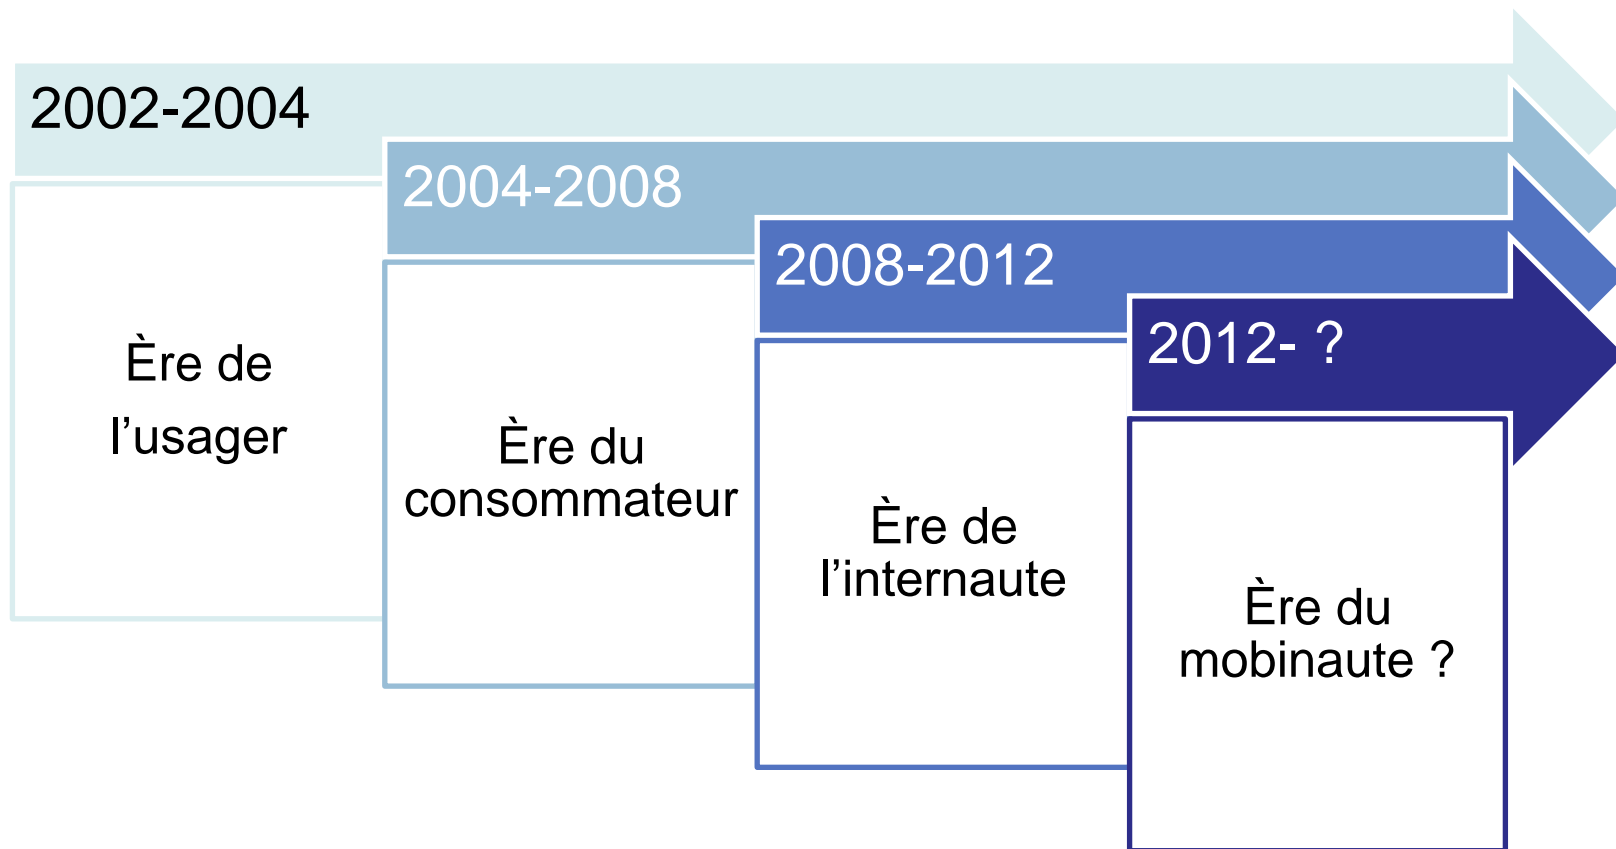 2002-2004
Ère de
l’usager
2004-2008
Ère du
consommateur
2008-2012
Ère de
l’internaute
2012- ?
Ère du
mobinaute ?